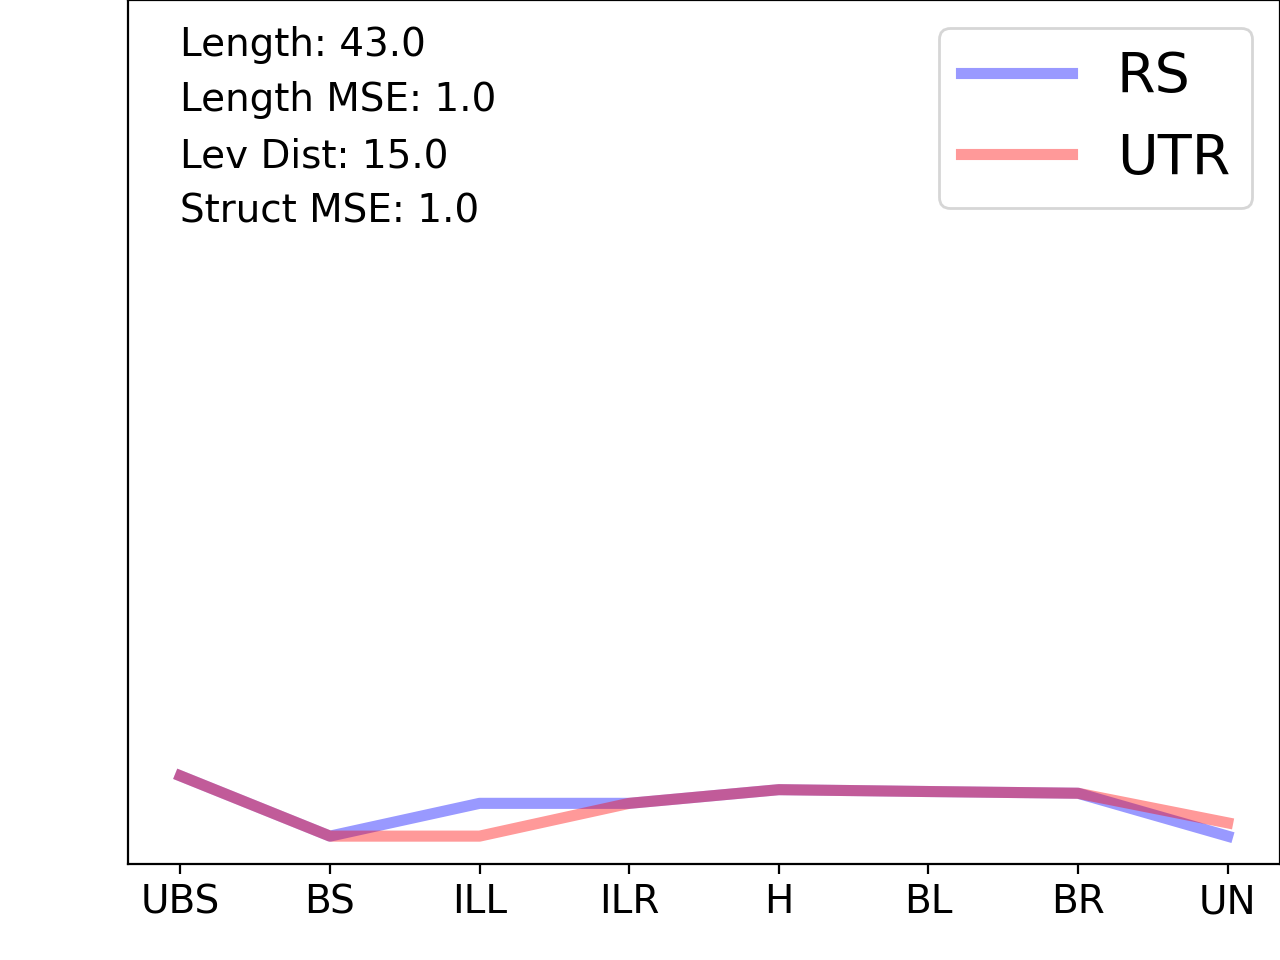 Length: 43.0
Length MSE: 1.0
Lev Dist: 15.0
Struct MSE: 1.0
RS
UTR
UBS BS ILL ILR H BL BR UN